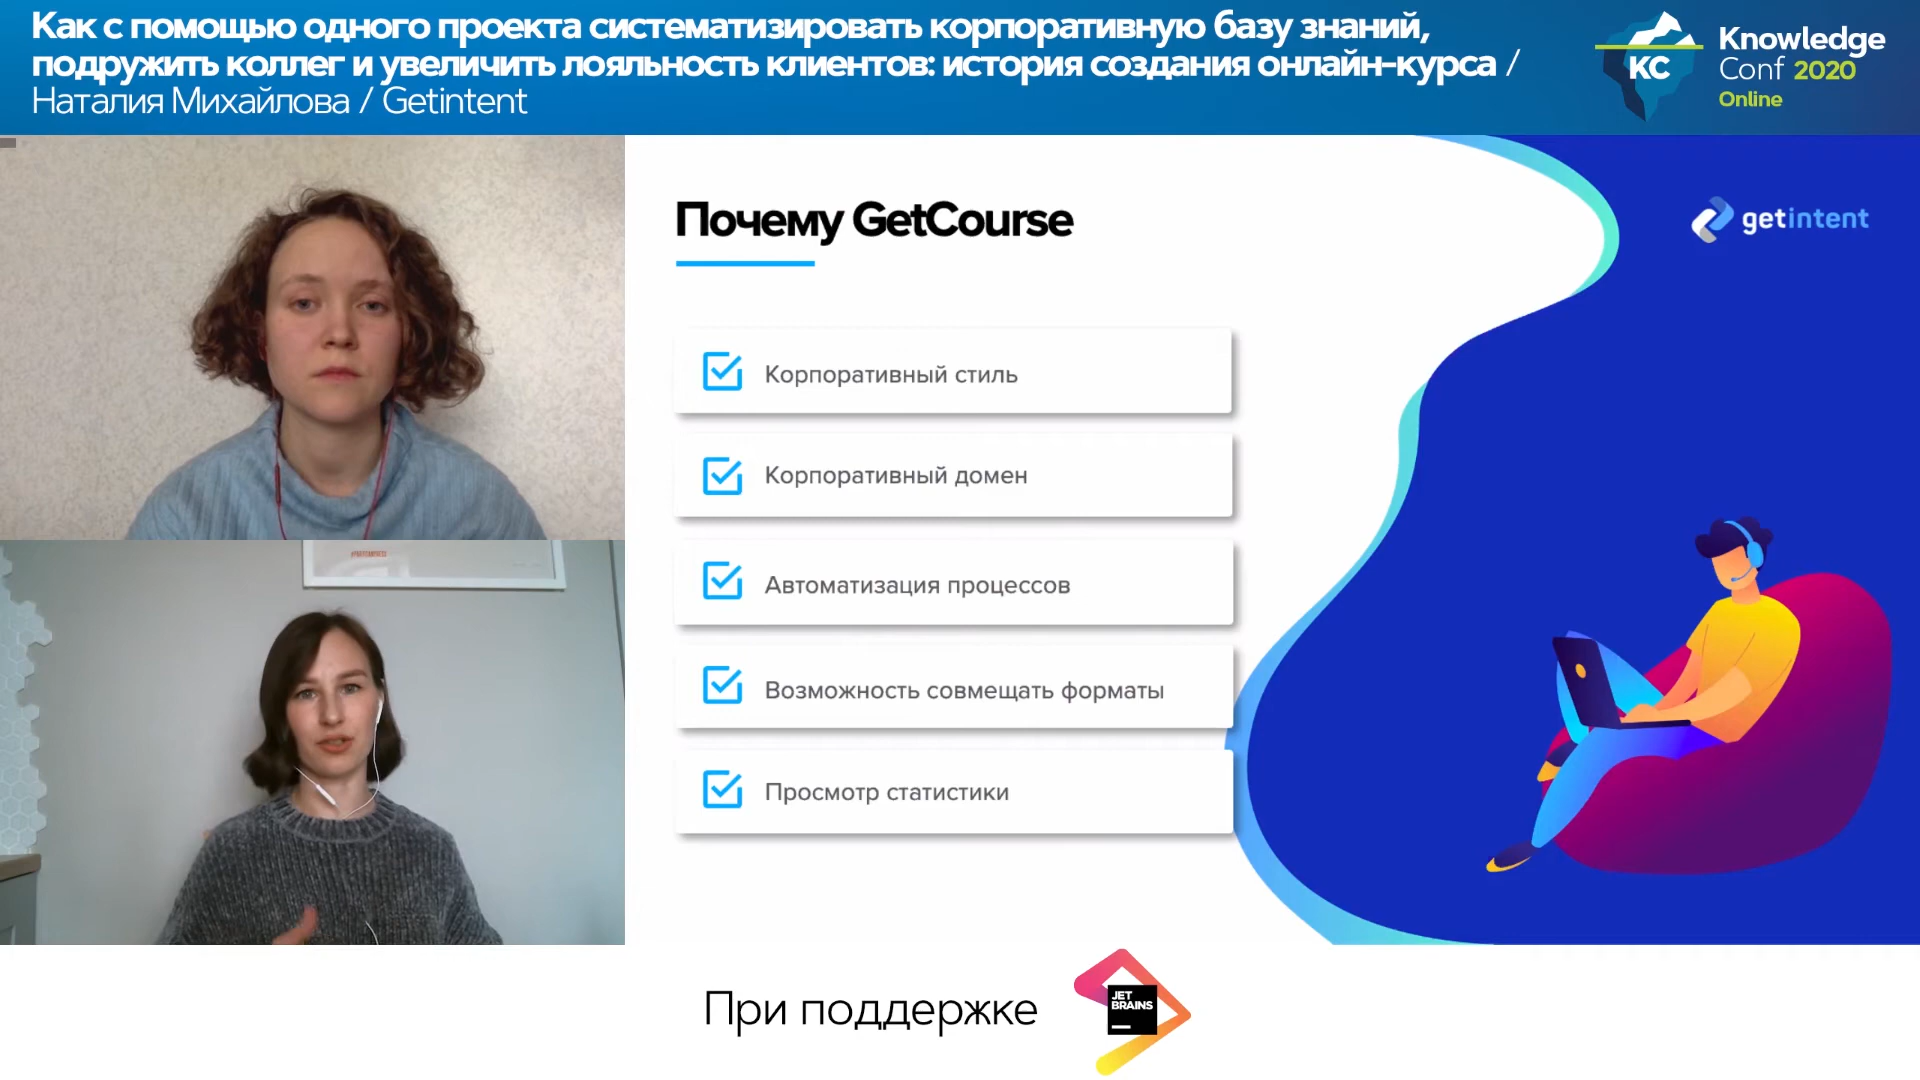 Как с помощью одного проекта систематизировать корпоративную базу знаний,
подружить коллег и увеличить лояльность клиентов: история создания онлайн-курса /
Наталия Михайлова / Getintent
KC
Knowledge
Conf 2020
Online
Почему GetCourse
getintent
Корпоративный стиль
Корпоративный домен
Автоматизация процессов
Возможность совмещать форматы
Просмотр статистики
При поддержке
JET
BRAINS